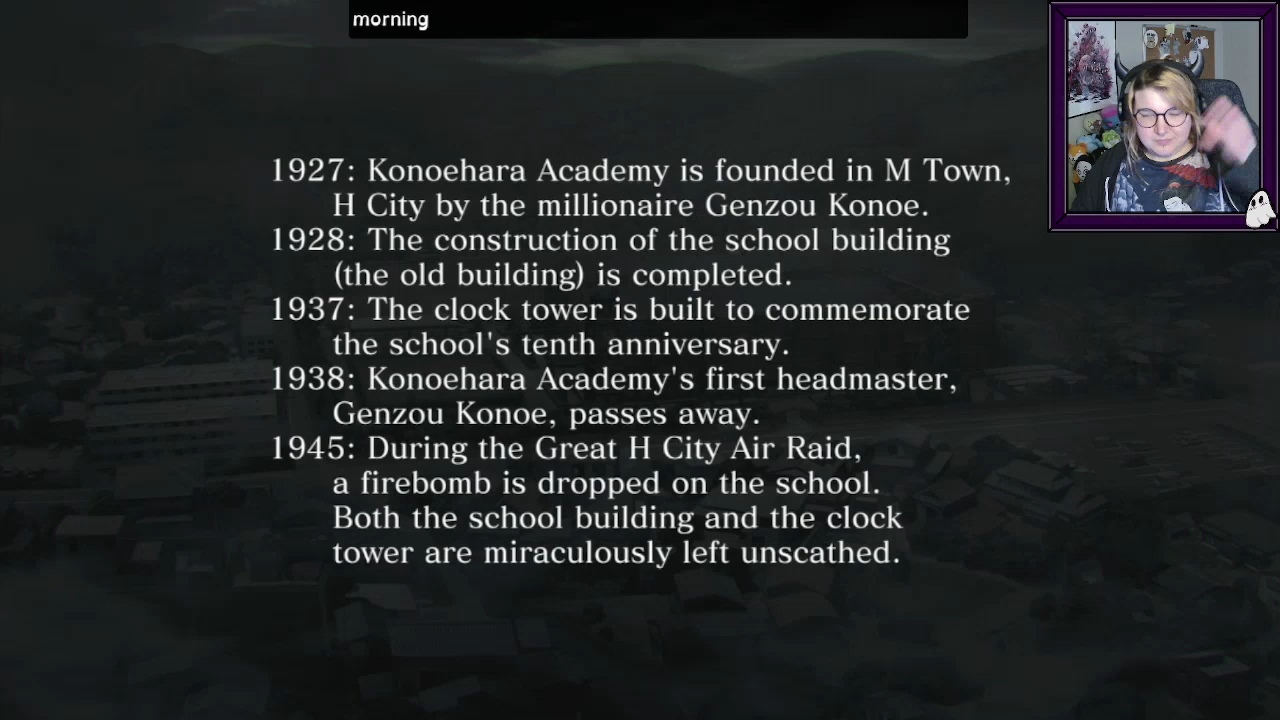 morning
1927: Konoehara Academy is founded in M Town,
H City by the millionaire Genzou Konoe.
1928: The construction of the school building
(the old building) is completed.
1937: The clock tower is built to commemorate
the school's tenth anniversary.
1938: Konoehara Academy's first headmaster,
Genzou Konoe, passes away.
1945: During the Great H City Air Raid,
a firebomb is dropped on the school.
Both the school building and the clock
tower are miraculously left unscathed.